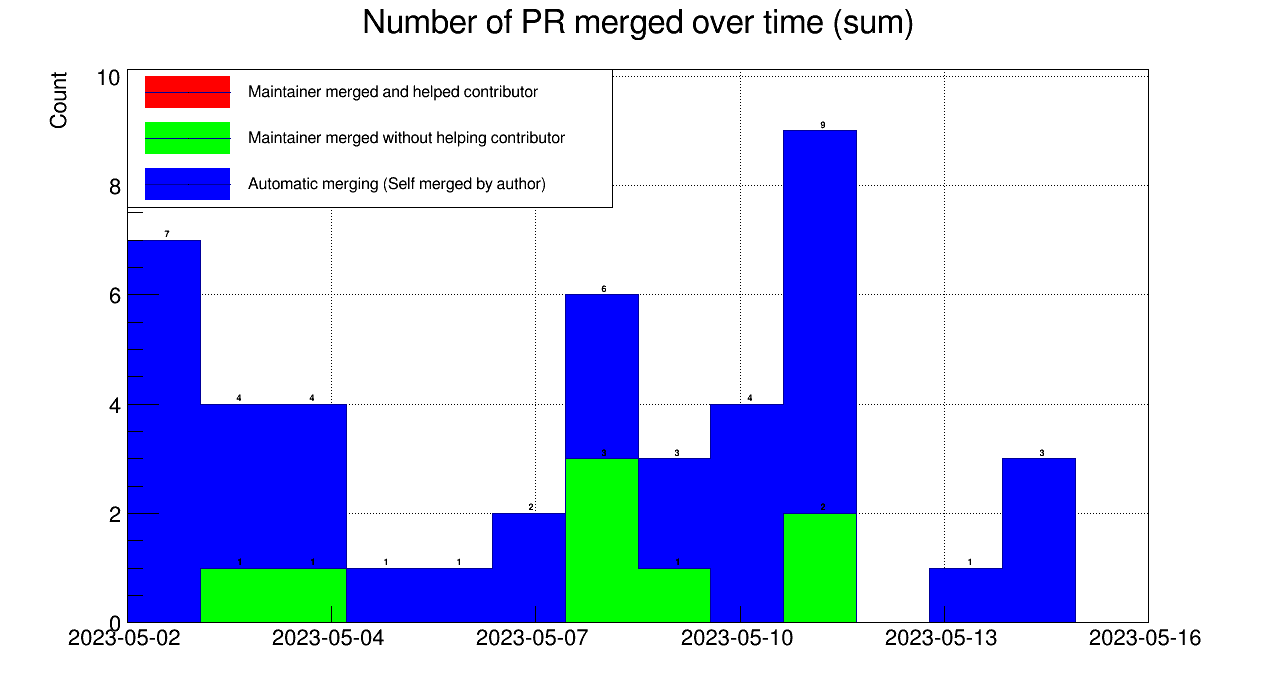 Number of PR merged over time (sum)
Count
Maintainer merged and helped contributor
Maintainer merged without helping contributor
Automatic merging (Self merged by author)
10
8
6
4
2
0
9
7
6
4 4 3 4
3
3
2
2
1 1 1 1 1 1
2023-05-02 2023-05-04 2023-05-07 2023-05-10 2023-05-13 2023-05-16